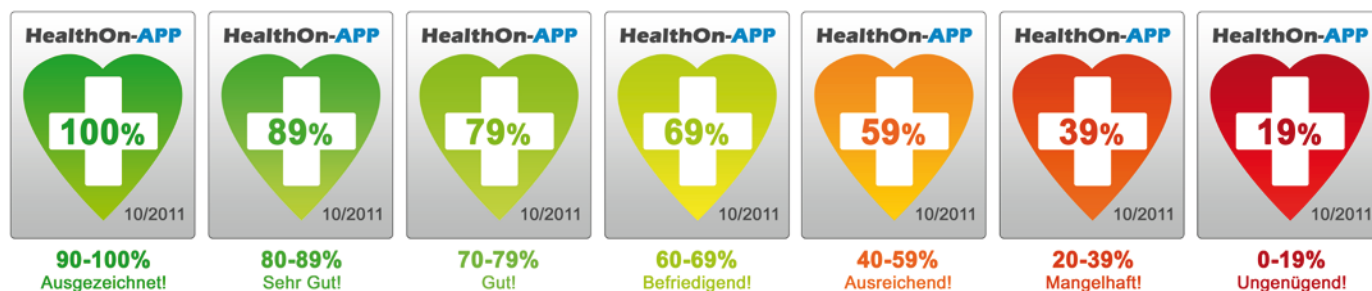 HealthOn-APP
100%
10/2011
90-100%
Ausgezeichnet!
HealthOn-APP
89%
10/2011
80-89%
Sehr Gut!
HealthOn-APP
79%
10/2011
70-79%
Gut!
HealthOn-APP
69%
10/2011
60-69%
Befriedigend!
HealthOn-APP
59%
10/2011
40-59%
Ausreichend!
HealthOn-APP
39%
10/2011
20-39%
Mangelhaft!
HealthOn-APP
19%
10/2011
0-19%
Ungenügend!